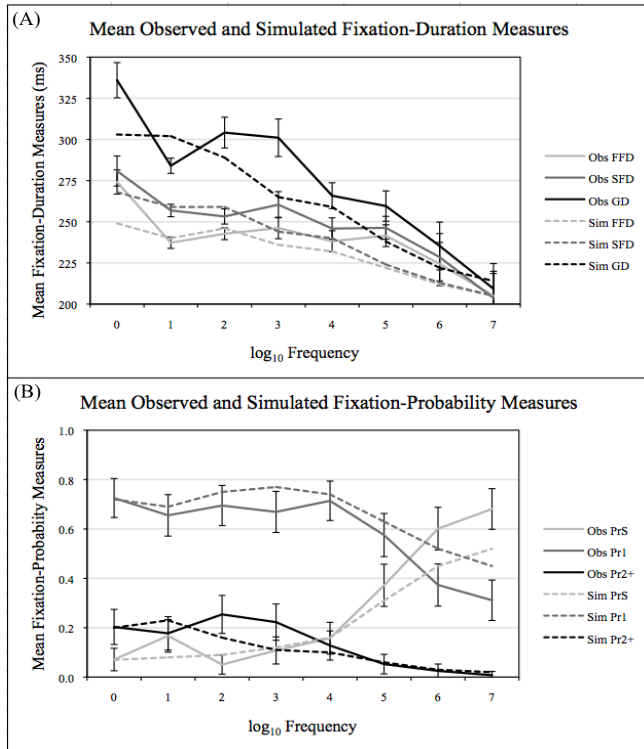 (A)
Mean Observed and Simulated Fixation-Duration Measures
Mean Fixation-Duration Measures (ms)
350
325
300
275
250
225
200
0 1 2 3 4 5 6 7
log10 Frequency
Obs FFD
Obs SFD
Obs GD
Sim FFD
Sim SFD
Sim GD
(B)
Mean Observed and Simulated Fixation-Probability Measures
Mean Fixation-Probability Measures
1.0
0.8
0.6
0.4
0.2
0.0
0 1 2 3 4 5 6 7
log10 Frequency
Obs PrS
Obs Pr1
Obs Pr2+
Sim PrS
Sim Pr1
Sim Pr2+